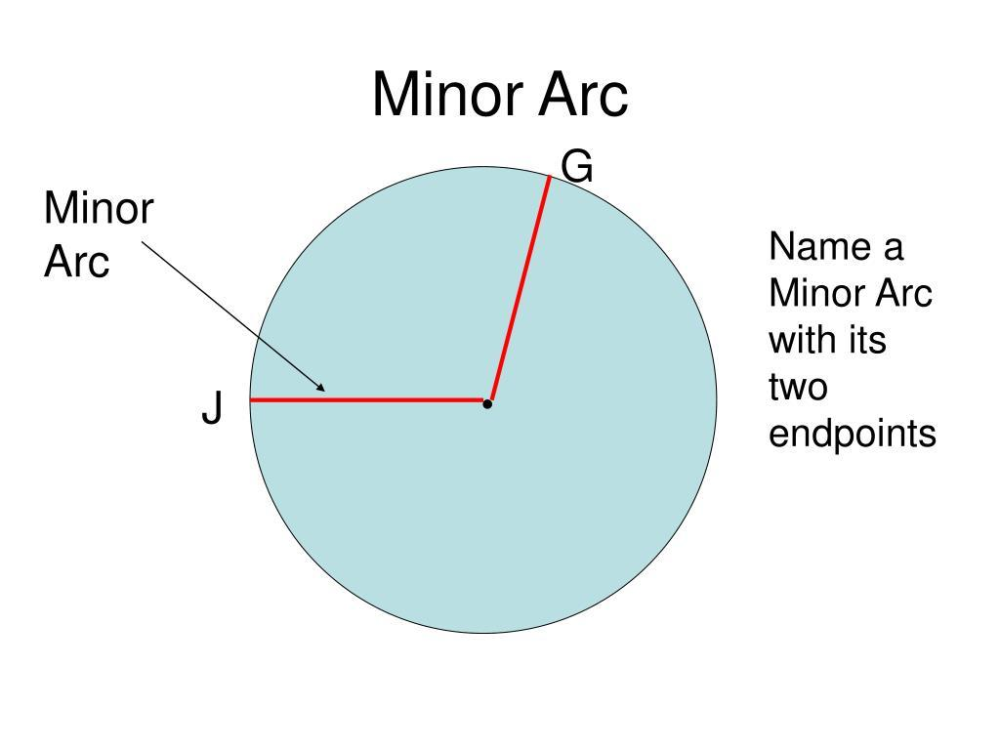 Minor Arc
G
Minor
Arc
Name a
Minor Arc
with its
two
endpoints
J